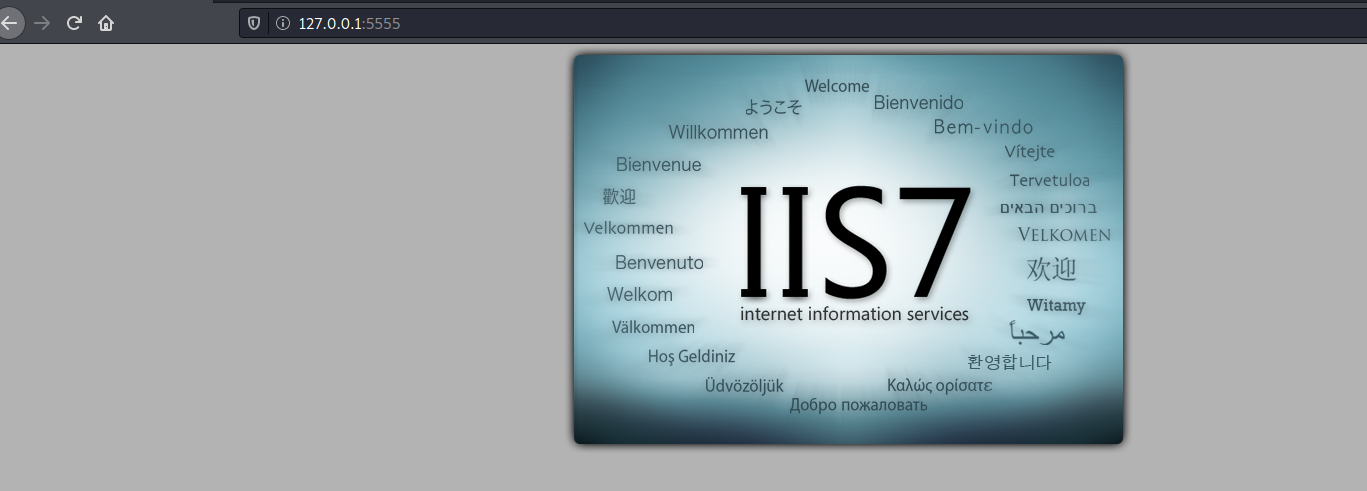 127.0.0.1:5555
Welcome
ようこそ
Bienvenido
Willkommen
Bem-vindo
Vítejte
Bienvenue
Tervetuloa
歡迎
ברוכים הבאים
Velkommen
VELKOMEN
Benvenuto
欢迎
IIS7
Welkom
Witamy
internet information services
Välkommen
مرحباً
Hoş Geldiniz
환영합니다
Üdvözöljük
Καλώς ορίσατε
Добро пожаловать